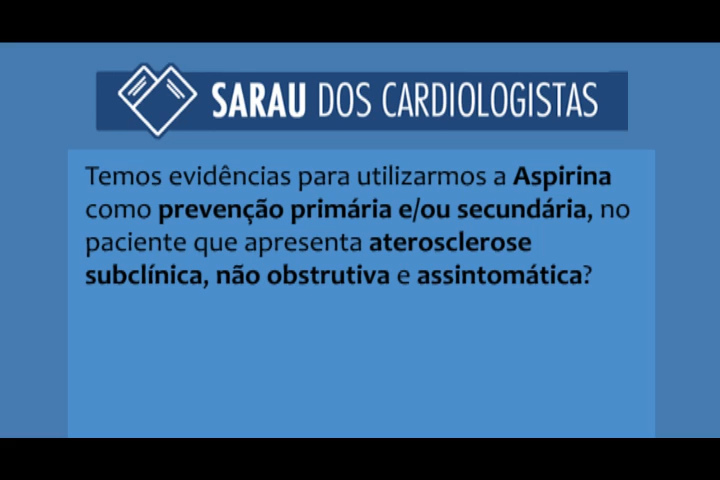 SARAU DOS CARDIOLOGISTAS
Temos evidências para utilizarmos a Aspirina
como prevenção primária e/ou secundária, no
paciente que apresenta aterosclerose
subclínica, não obstrutiva e assintomática?